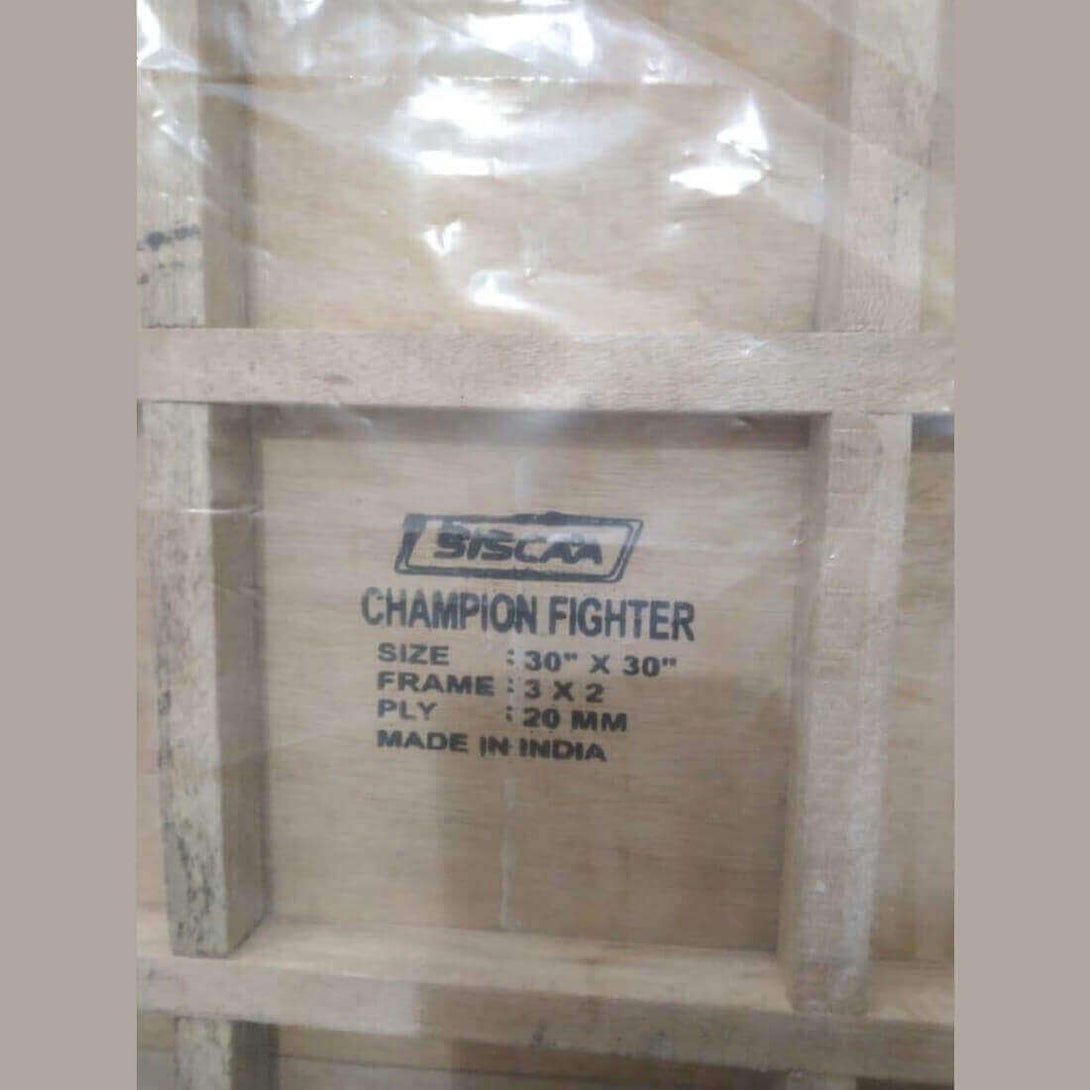 SISCAA
CHAMPION FIGHTER
SIZE : 30" X 30"
FRAME : 3 X 2
PLY : 20 MM
MADE IN INDIA